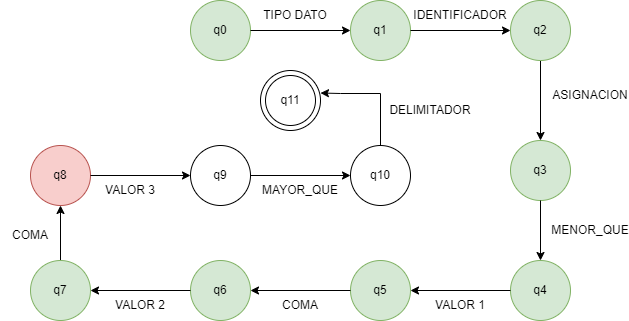 TIPO DATO
IDENTIFICADOR
q0
q1
q2
ASIGNACION
q11
DELIMITADOR
q3
q8
VALOR 3
q9
MAYOR_QUE
q10
MENOR_QUE
COMA
q7
VALOR 2
q6
COMA
q5
VALOR 1
q4